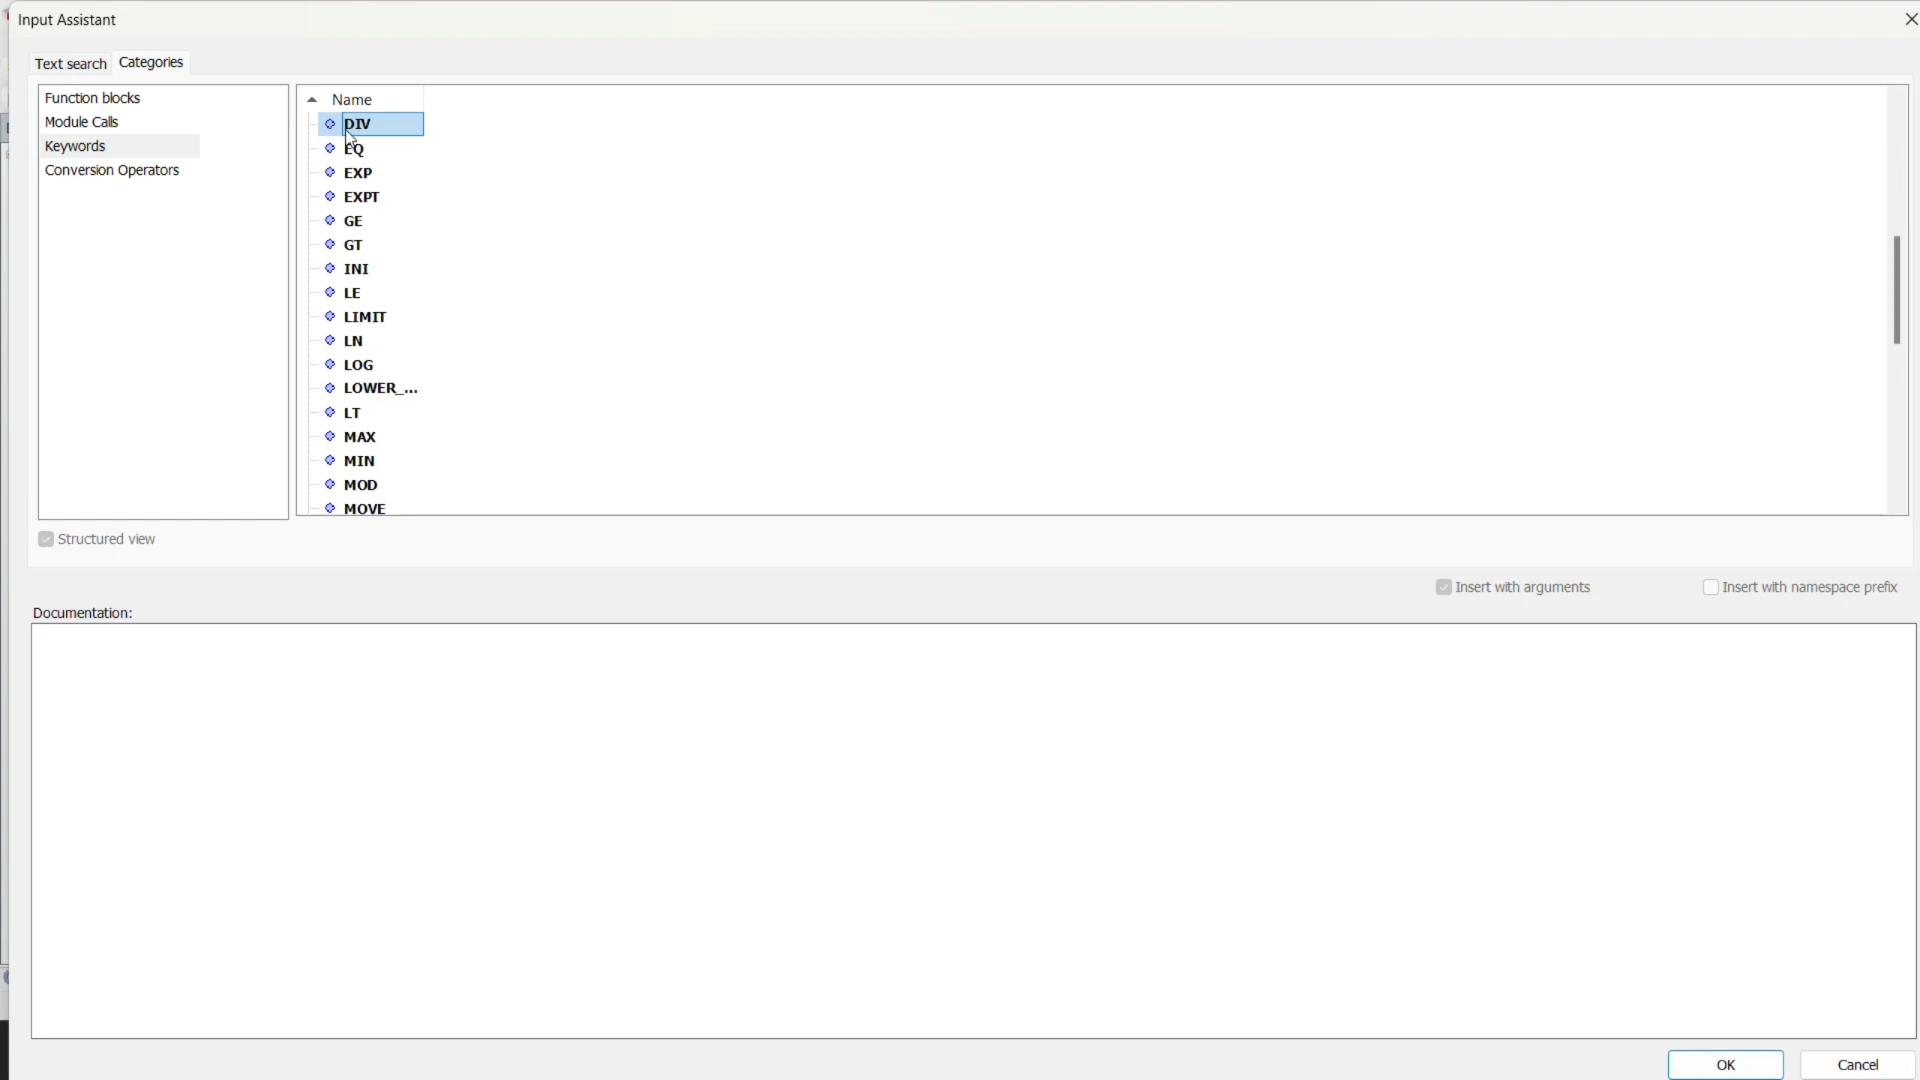 Input Assistant
Text search
Categories
Function blocks
Module Calls
Keywords
Conversion Operators
Name
DIV
EQ
EXP
EXPT
GE
GT
INI
LE
LIMIT
LN
LOG
LOWER_...
LT
MAX
MIN
MOD
MOVE
Structured view
Insert with arguments
Insert with namespace prefix
Documentation:
OK
Cancel